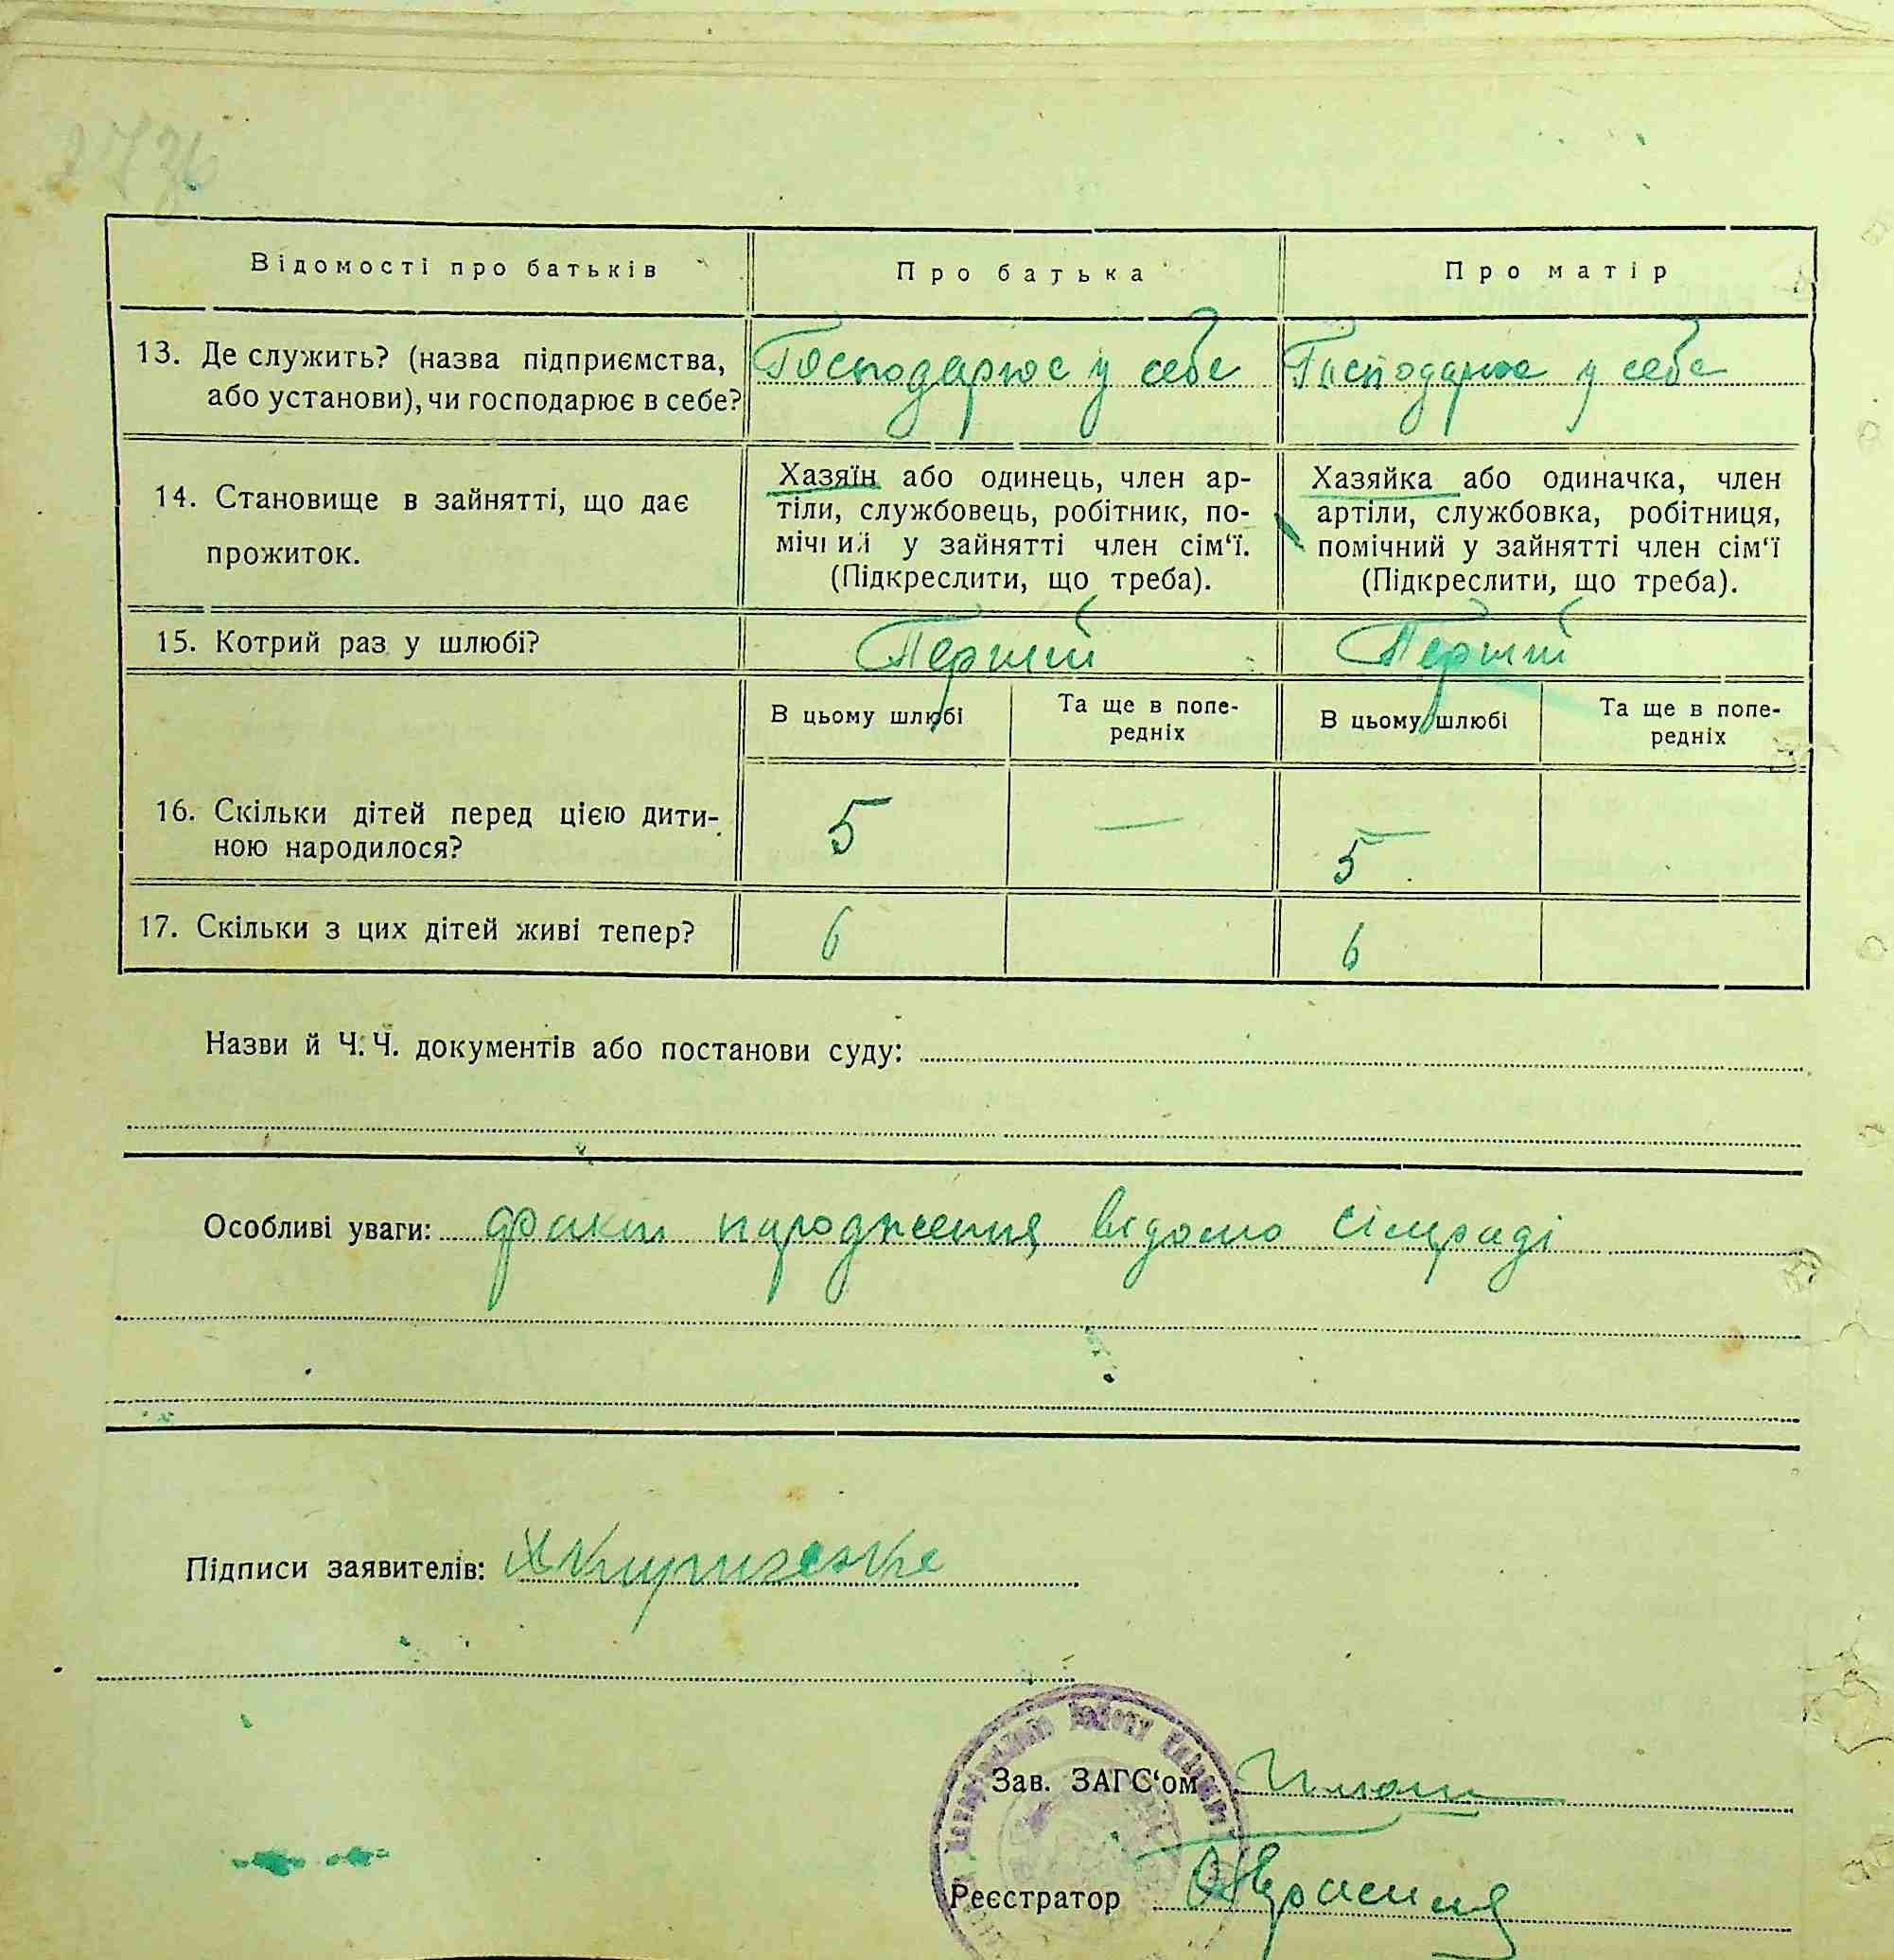 Відомості про батьків
Про батька
Про матір
13. Де служить? (назва підприємства,
або установи), чи господарює в себе?
Господарює у себе
Господарює у себе
14. Становище в зайнятті, що дає
прожиток.
Хазяїн або одинець, член ар-
тіли, службовець, робітник, по-
мічний у зайнятті член сім‘ї.
(Підкреслити, що треба).
Хазяйка або одиначка, член
артіли, службовка, робітниця,
помічний у зайнятті член сім‘ї
(Підкреслити, що треба).
15. Котрий раз у шлюбі?
Перший
Перший
В цьому шлюбі
Та ще в попе-
редніх
В цьому шлюбі
Та ще в попе-
редніх
16. Скільки дітей перед цією дити-
ною народилося?
5
—
5
17. Скільки з цих дітей живі тепер?
6
6
Назви й Ч.Ч. документів або постанови суду:
Особливі уваги: факт народження відомо сільраді
Підписи заявителів:
Зав. ЗАГС‘ом
Реєстратор